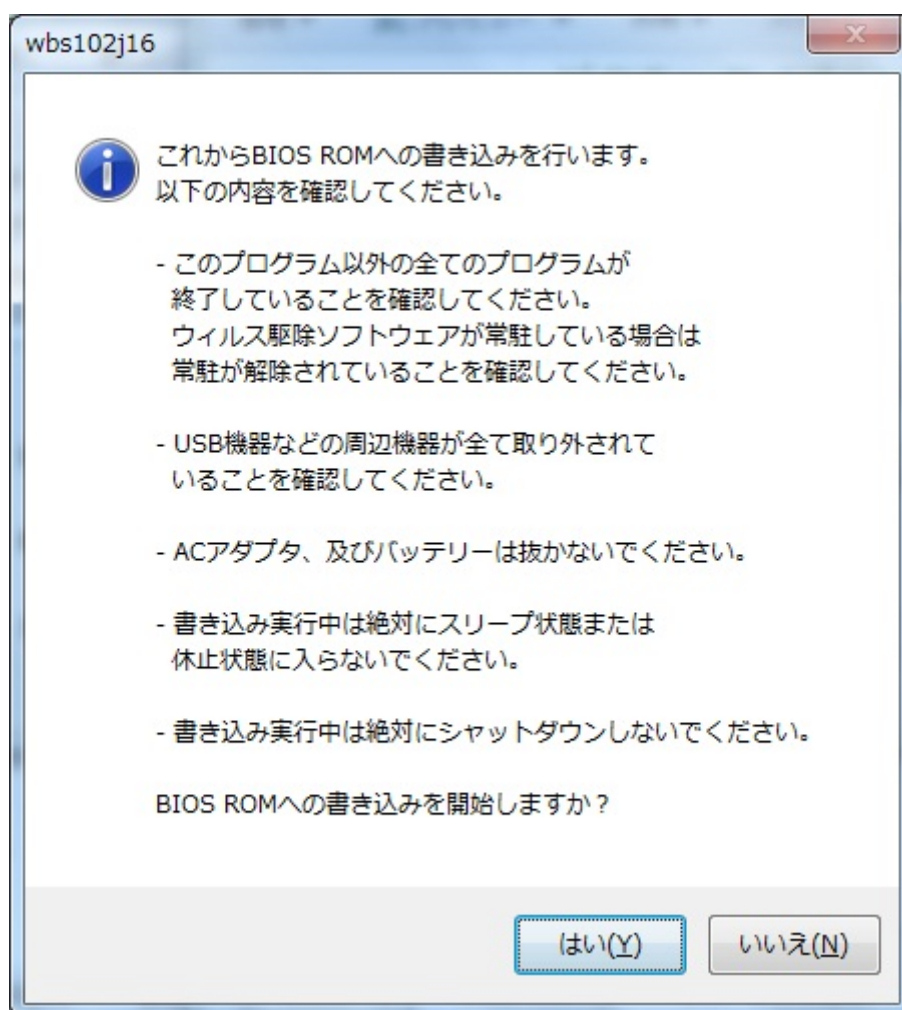 wbs102j16
これからBIOS ROMへの書き込みを行います。
以下の内容を確認してください。
- このプログラム以外の全てのプログラムが
終了していることを確認してください。
ウィルス駆除ソフトウェアが常駐している場合は
常駐が解除されていることを確認してください。
- USB機器などの周辺機器が全て取り外されて
いることを確認してください。
- ACアダプタ、及びバッテリーは抜かないでください。
- 書き込み実行中は絶対にスリープ状態または
休止状態に入らないでください。
- 書き込み実行中は絶対にシャットダウンしないでください。
BIOS ROMへの書き込みを開始しますか？
はい(Y)
いいえ(N)